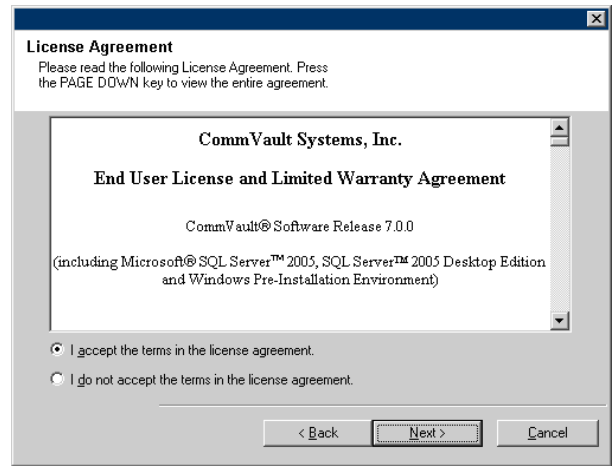 License Agreement
Please read the following License Agreement. Press
the PAGE DOWN key to view the entire agreement.
CommVault Systems, Inc.
End User License and Limited Warranty Agreement
CommVault® Software Release 7.0.0
(including Microsoft® SQL Server™ 2005, SQL Server™ 2005 Desktop Edition
and Windows Pre-Installation Environment)
I accept the terms in the license agreement.
I do not accept the terms in the license agreement.
< Back
Next >
Cancel